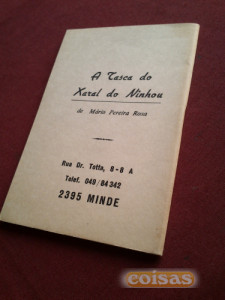 A Tasca do
Xaral do Ninhou
de Mário Pereira Rosa
Rua Dr. Tetta, 8-8 A
Telef. 049/84342
2395 MINDE
coisas